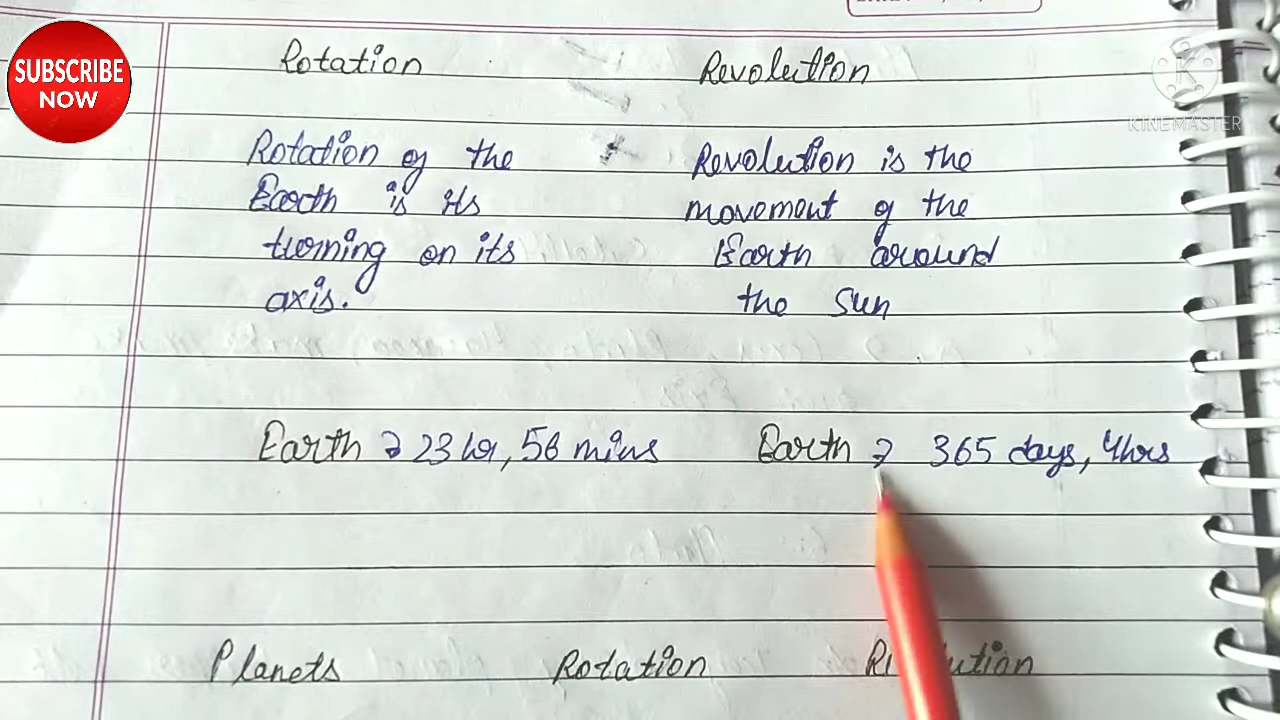 SUBSCRIBE
NOW
KINEMASTER
Rotation Revolution
Rotation of the
Earth is its
turning on its
axis.
Revolution is the
movement of the
Earth around
the Sun
Earth → 23 hr, 56 mins
Earth → 365 days, 4hrs
Planets Rotation Revolution